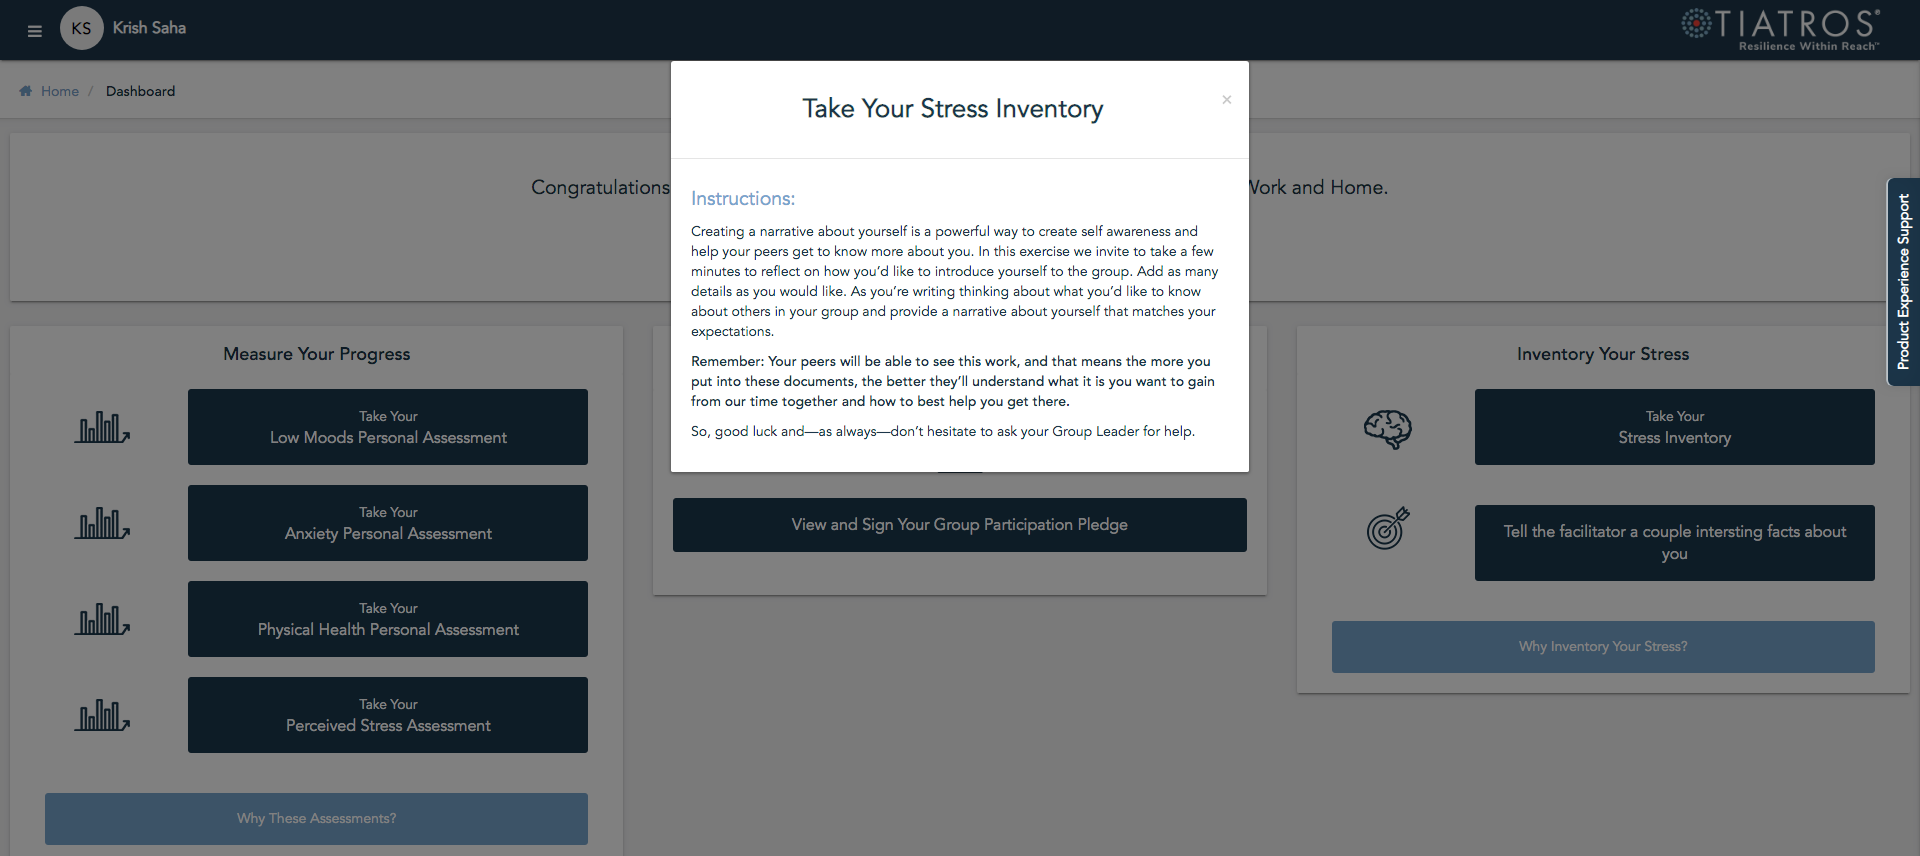 KS
Krish Saha
TIATROS®
Resilience Within Reach™
Home / Dashboard
Take Your Stress Inventory
×
Congratulations
Work and Home.
Instructions:
Creating a narrative about yourself is a powerful way to create self awareness and
help your peers get to know more about you. In this exercise we invite to take a few
minutes to reflect on how you’d like to introduce yourself to the group. Add as many
details as you would like. As you’re writing thinking about what you’d like to know
about others in your group and provide a narrative about yourself that matches your
expectations.
Remember: Your peers will be able to see this work, and that means the more you
put into these documents, the better they’ll understand what it is you want to gain
from our time together and how to best help you get there.
So, good luck and—as always—don’t hesitate to ask your Group Leader for help.
Product Experience Support
Measure Your Progress
Take Your
Low Moods Personal Assessment
Take Your
Anxiety Personal Assessment
Take Your
Physical Health Personal Assessment
Take Your
Perceived Stress Assessment
Why These Assessments?
View and Sign Your Group Participation Pledge
Inventory Your Stress
Take Your
Stress Inventory
Tell the facilitator a couple intersting facts about
you
Why Inventory Your Stress?